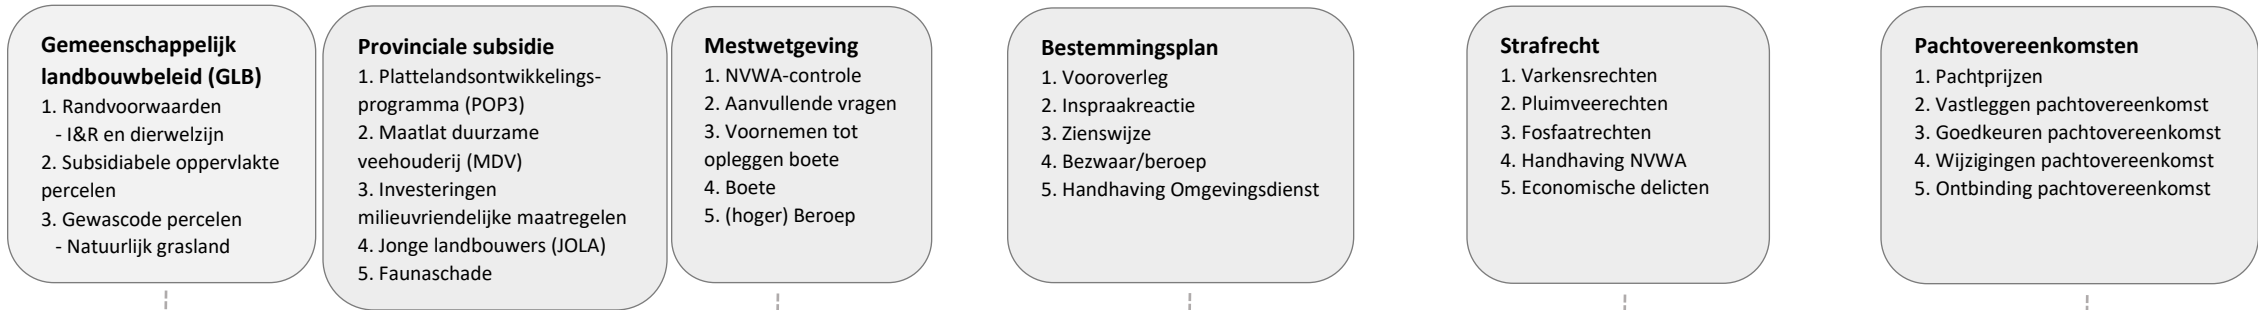 Gemeenschappelijk
landbouwbeleid (GLB)
1. Randvoorwaarden
- I&R en dierwelzijn
2. Subsidiabele oppervlakte
percelen
3. Gewascode percelen
- Natuurlijk grasland
Provinciale subsidie
1. Plattelandsontwikkelings-
programma (POP3)
2. Maatlat duurzame
veehouderij (MDV)
3. Investeringen
milieuvriendelijke maatregelen
4. Jonge landbouwers (JOLA)
5. Faunaschade
Mestwetgeving
1. NVWA-controle
2. Aanvullende vragen
3. Voornemen tot
opleggen boete
4. Boete
5. (hoger) Beroep
Bestemmingsplan
1. Vooroverleg
2. Inspraakreactie
3. Zienswijze
4. Bezwaar/beroep
5. Handhaving Omgevingsdienst
Strafrecht
1. Varkensrechten
2. Pluimveerechten
3. Fosfaatrechten
4. Handhaving NVWA
5. Economische delicten
Pachtovereenkomsten
1. Pachtprijzen
2. Vastleggen pachtovereenkomst
3. Goedkeuren pachtovereenkomst
4. Wijzigingen pachtovereenkomst
5. Ontbinding pachtovereenkomst